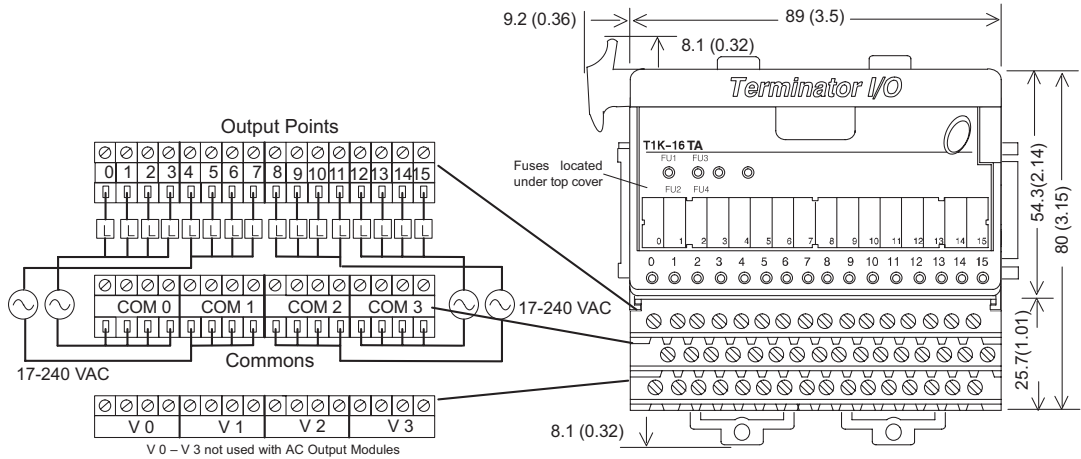 9.2 (0.36)
89 (3.5)
8.1 (0.32)
Terminator I/O
T1K-16 TA
FU1 FU3
FU2 FU4
Fuses located
under top cover
0 1 2 3 4 5 6 7 8 9 10 11 12 13 14 15
0 1 2 3 4 5 6 7 8 9 10 11 12 13 14 15
54.3(2.14)
80 (3.15)
25.7(1.01)
8.1 (0.32)
Output Points
0 1 2 3 4 5 6 7 8 9 10 11 12 13 14 15
L L L L L L L L L L L L L L L L
COM 0 COM 1 COM 2 COM 3
17-240 VAC
Commons
17-240 VAC
V 0 V 1 V 2 V 3
V 0 – V 3 not used with AC Output Modules